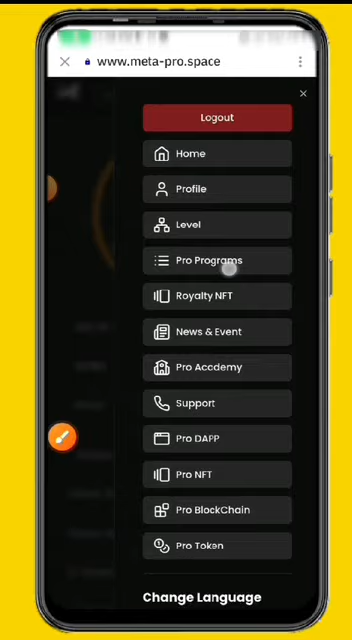 www.meta-pro.space
Logout
Home
Profile
Level
Pro Programs
Royalty NFT
News & Event
Pro Accdemy
Support
Pro DAPP
Pro NFT
Pro BlockChain
Pro Token
Change Language